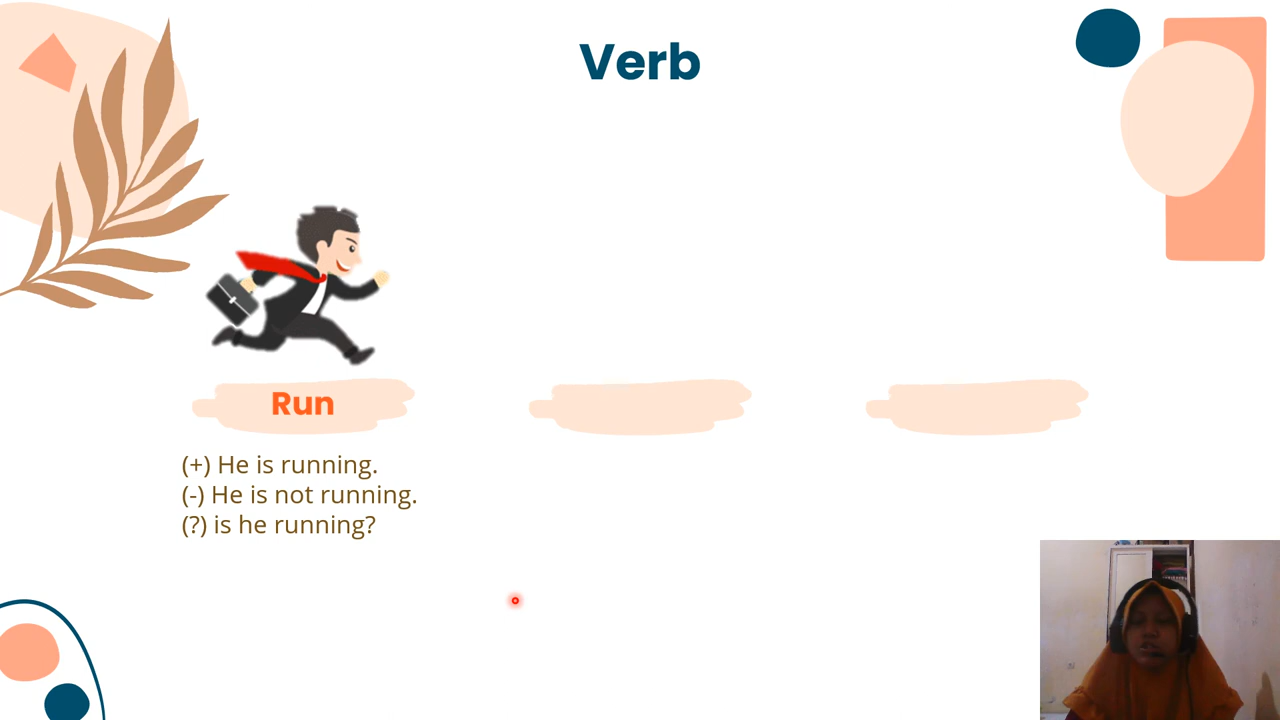 Verb
Run
(+) He is running.
(-) He is not running.
(?) is he running?